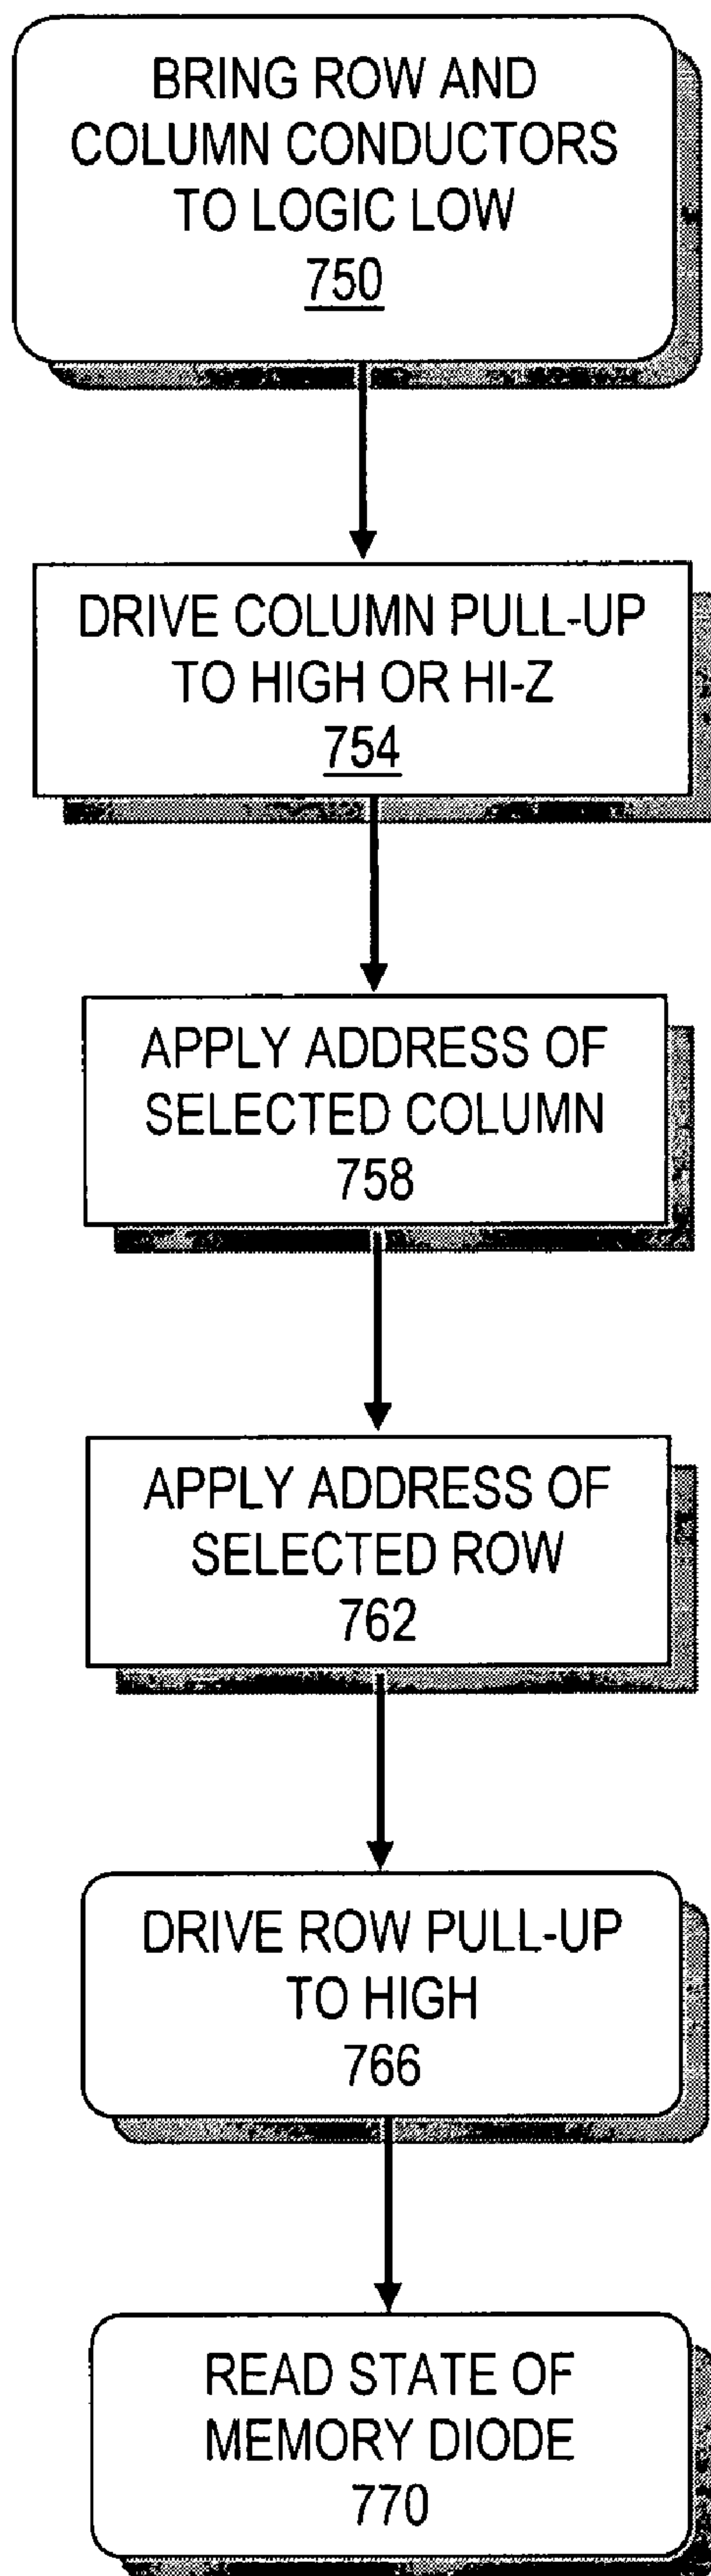 BRING ROW AND
COLUMN CONDUCTORS
TO LOGIC LOW
750
DRIVE COLUMN PULL-UP
TO HIGH OR HI-Z
754
APPLY ADDRESS OF
SELECTED COLUMN
758
APPLY ADDRESS OF
SELECTED ROW
762
DRIVE ROW PULL-UP
TO HIGH
766
READ STATE OF
MEMORY DIODE
770